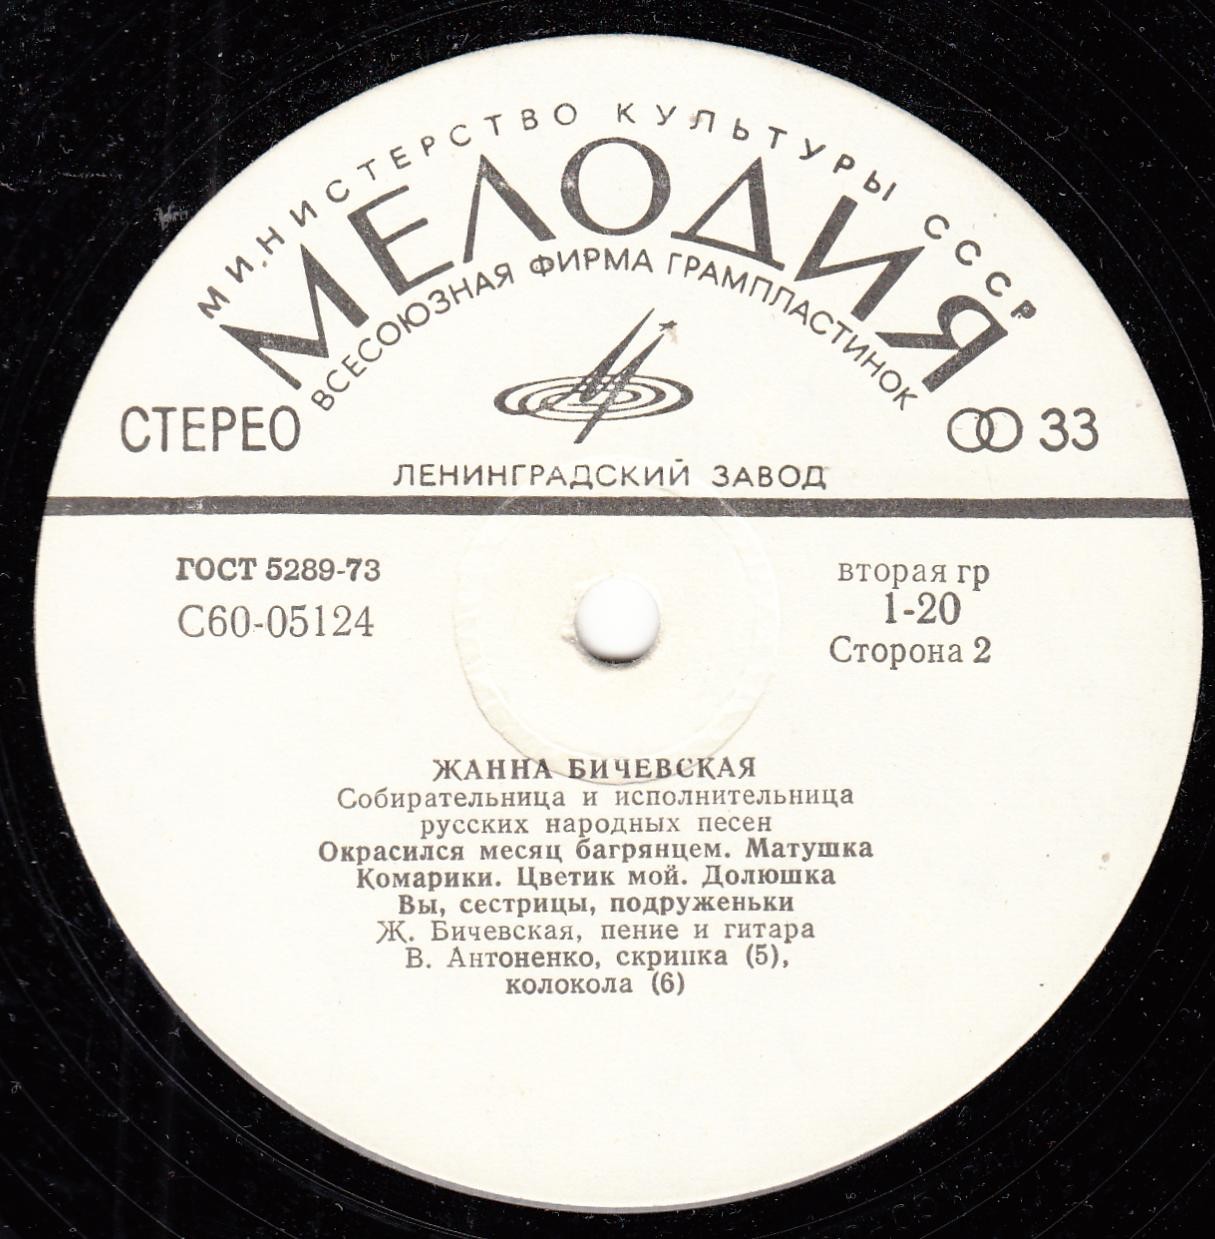 МИНИСТЕРСТВО КУЛЬТУРЫ СССР
МЕЛОДИЯ
ВСЕСОЮЗНАЯ ФИРМА ГРАМПЛАСТИНОК
СТЕРЕО
33
ЛЕНИНГРАДСКИЙ ЗАВОД
ГОСТ 5289-73
С60-05124
вторая гр
1-20
Сторона 2
ЖАННА БИЧЕВСКАЯ
Собирательница и исполнительница
русских народных песен
Окрасился месяц багрянцем. Матушка
Комарики. Цветик мой. Долюшка
Вы, сестрицы, подруженьки
Ж. Бичевская, пение и гитара
В. Антоненко, скрипка (5),
колокола (6)